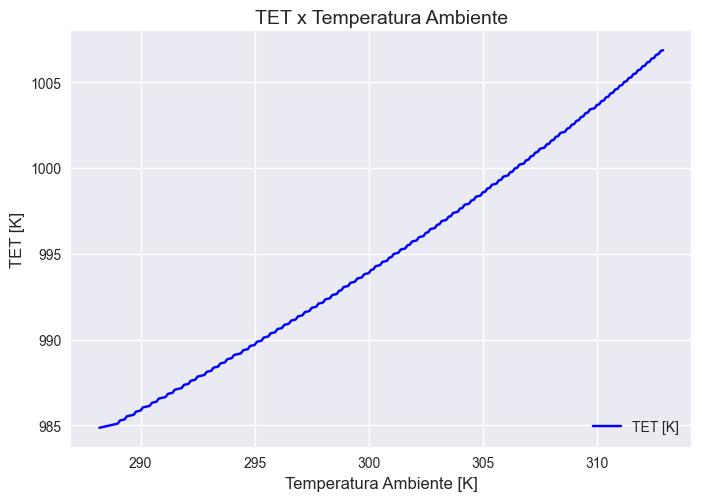 TET x Temperatura Ambiente
TET [K]
1005
1000
995
990
985
290 295 300 305 310
Temperatura Ambiente [K]
TET [K]